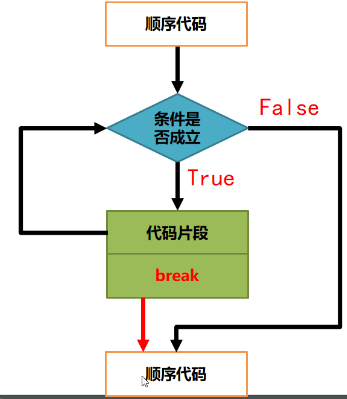 顺序代码
条件是
否成立
False
True
代码片段
break
顺序代码